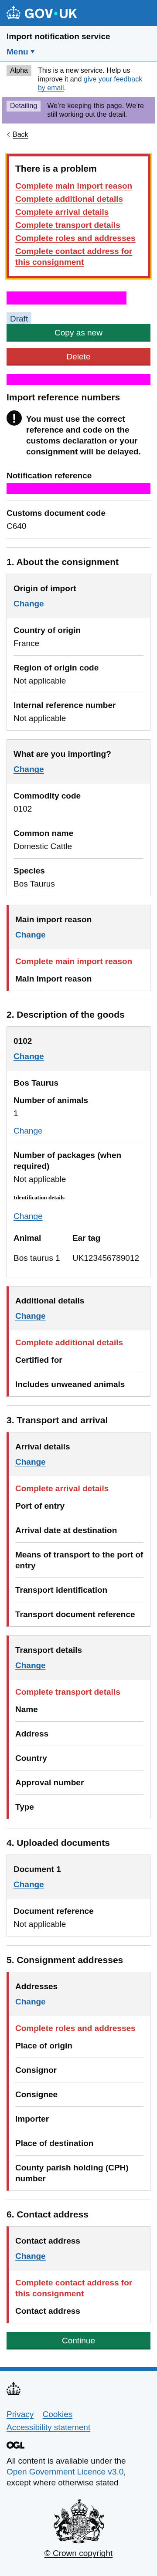 GOV.UK
Import notification service
Menu
Alpha
This is a new service. Help us
improve it and give your feedback
by email.
Detailing
We're keeping this page. We're
still working out the detail.
Back
There is a problem
Complete main import reason
Complete additional details
Complete arrival details
Complete transport details
Complete roles and addresses
Complete contact address for
this consignment
Draft
Copy as new
Delete
Import reference numbers
! You must use the correct
reference and code on the
customs declaration or your
consignment will be delayed.
Notification reference
Customs document code
C640
1. About the consignment
Origin of import
Change
Country of origin
France
Region of origin code
Not applicable
Internal reference number
Not applicable
What are you importing?
Change
Commodity code
0102
Common name
Domestic Cattle
Species
Bos Taurus
Main import reason
Change
Complete main import reason
Main import reason
2. Description of the goods
0102
Change
Bos Taurus
Number of animals
1
Change
Number of packages (when
required)
Not applicable
Identification details
Change
Animal Ear tag
Bos taurus 1 UK123456789012
Additional details
Change
Complete additional details
Certified for
Includes unweaned animals
3. Transport and arrival
Arrival details
Change
Complete arrival details
Port of entry
Arrival date at destination
Means of transport to the port of
entry
Transport identification
Transport document reference
Transport details
Change
Complete transport details
Name
Address
Country
Approval number
Type
4. Uploaded documents
Document 1
Change
Document reference
Not applicable
5. Consignment addresses
Addresses
Change
Complete roles and addresses
Place of origin
Consignor
Consignee
Importer
Place of destination
County parish holding (CPH)
number
6. Contact address
Contact address
Change
Complete contact address for
this consignment
Contact address
Continue
Privacy Cookies
Accessibility statement
OGL
All content is available under the
Open Government Licence v3.0,
except where otherwise stated
© Crown copyright